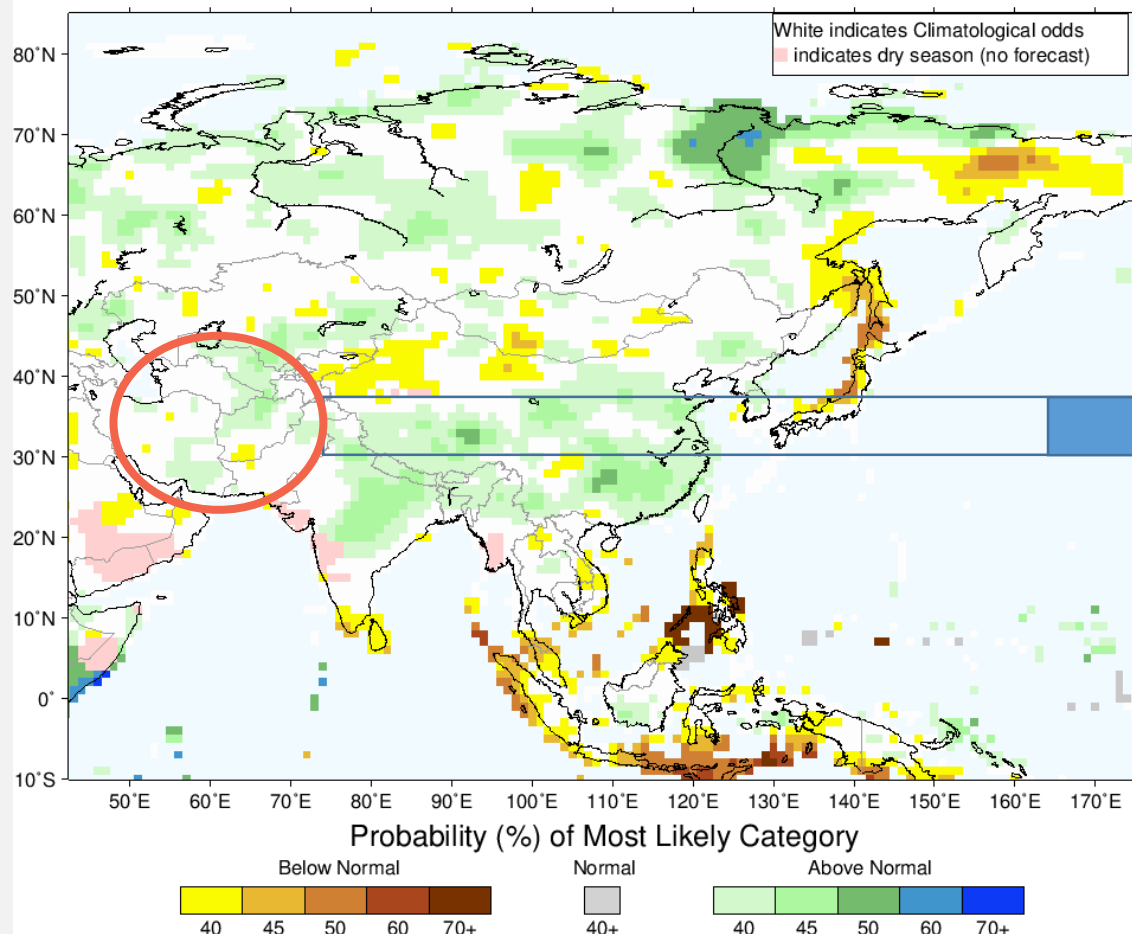 White indicates Climatological odds
indicates dry season (no forecast)
80°N
70°N
60°N
50°N
40°N
30°N
20°N
10°N
0°
10°S
50°E 60°E 70°E 80°E 90°E 100°E 110°E 120°E 130°E 140°E 150°E 160°E 170°E
Probability (%) of Most Likely Category
Below Normal Normal Above Normal
40 45 50 60 70+ 40+ 40 45 50 60 70+